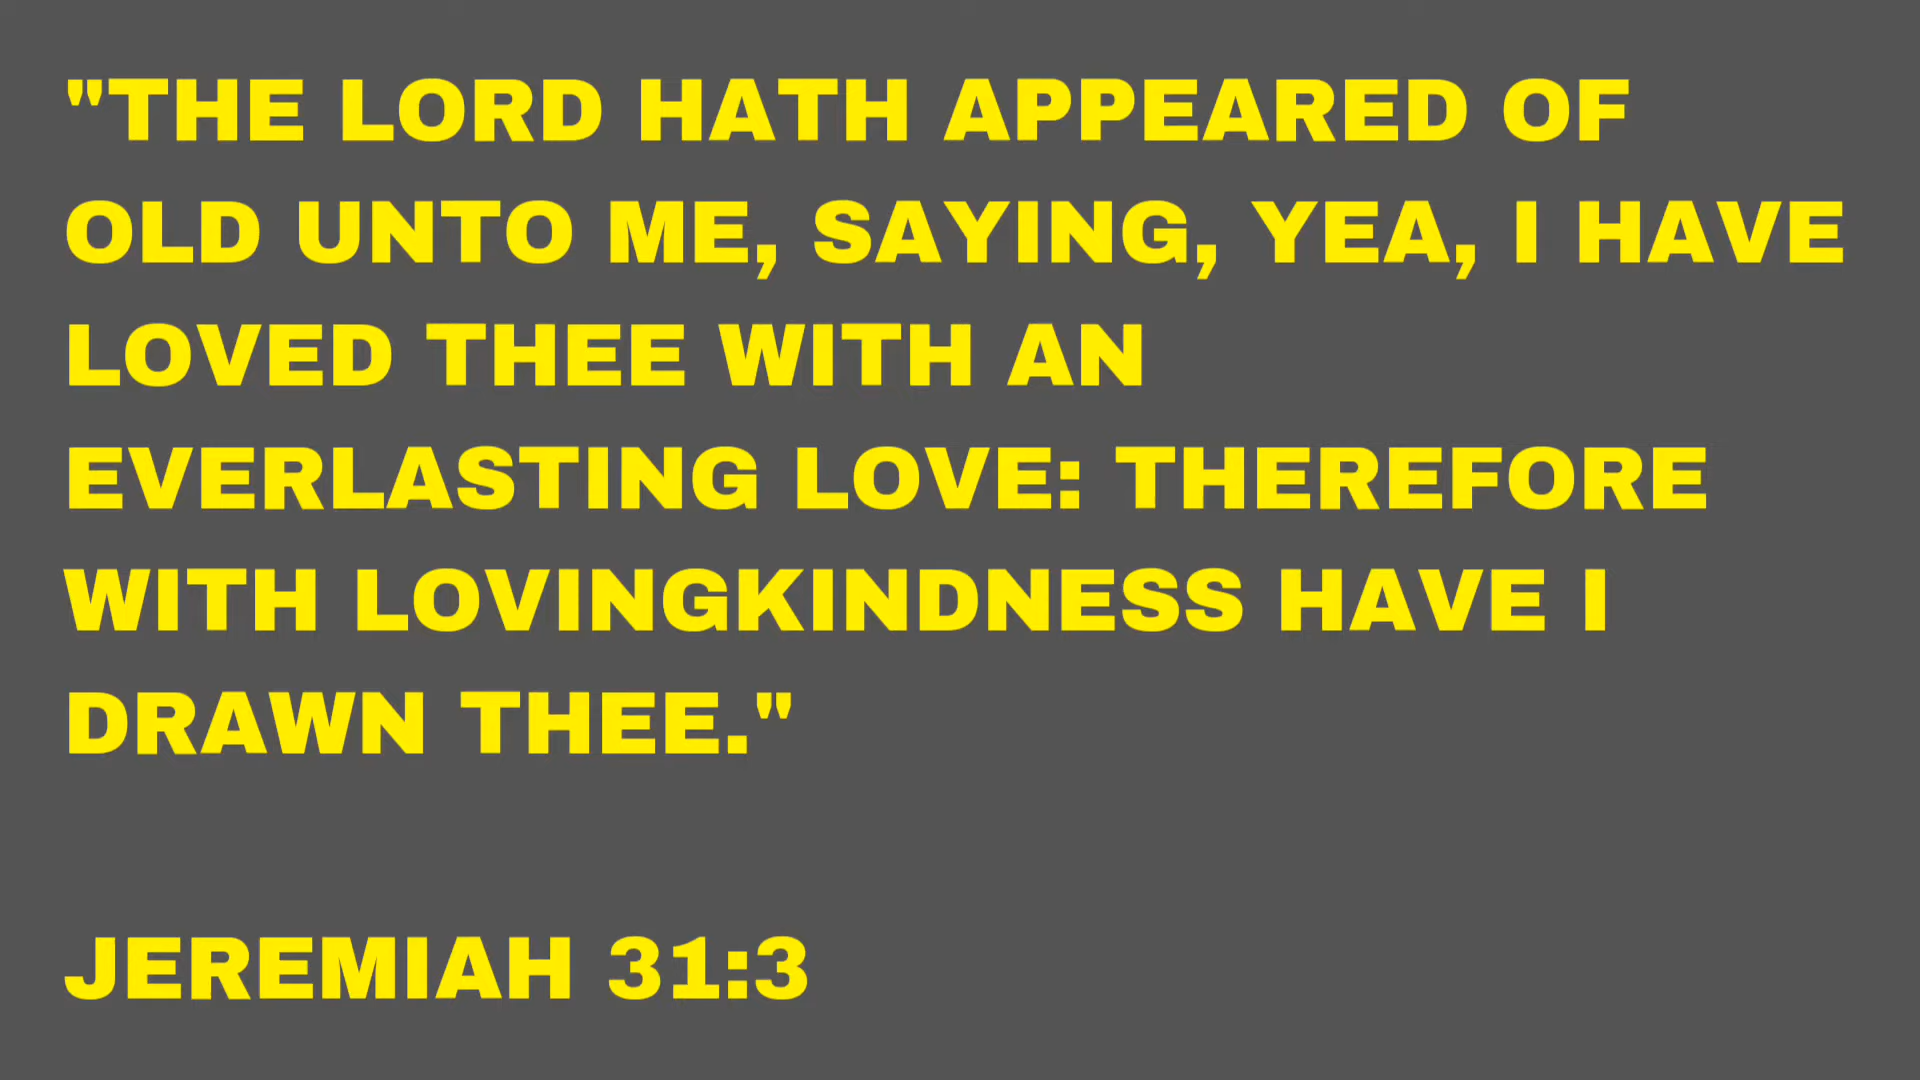 "THE LORD HATH APPEARED OF
OLD UNTO ME, SAYING, YEA, I HAVE
LOVED THEE WITH AN
EVERLASTING LOVE: THEREFORE
WITH LOVINGKINDNESS HAVE I
DRAWN THEE."
JEREMIAH 31:3